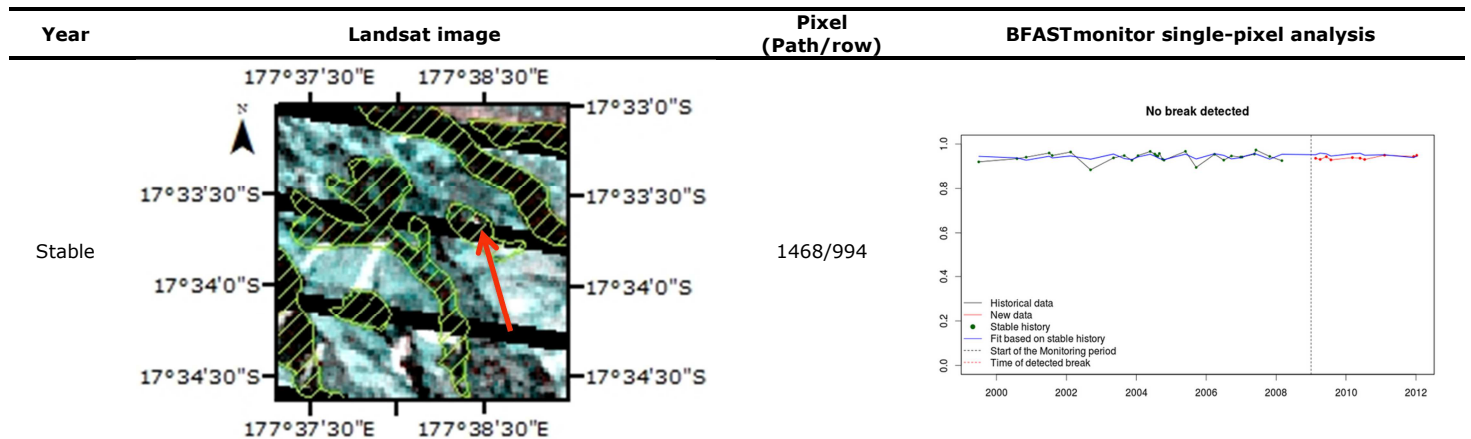 Year
Landsat image
Pixel
(Path/row)
BFASTmonitor single-pixel analysis
Stable
177°37'30"E 177°38'30"E
N
17°33'0"S
17°33'30"S 17°33'30"S
17°34'0"S 17°34'0"S
17°34'30"S 17°34'30"S
177°37'30"E 177°38'30"E
1468/994
No break detected
1.0
0.8
0.6
0.4
0.2
0.0
Historical data
New data
Stable history
Fit based on stable history
Start of the Monitoring period
Time of detected break
2000 2002 2004 2006 2008 2010 2012